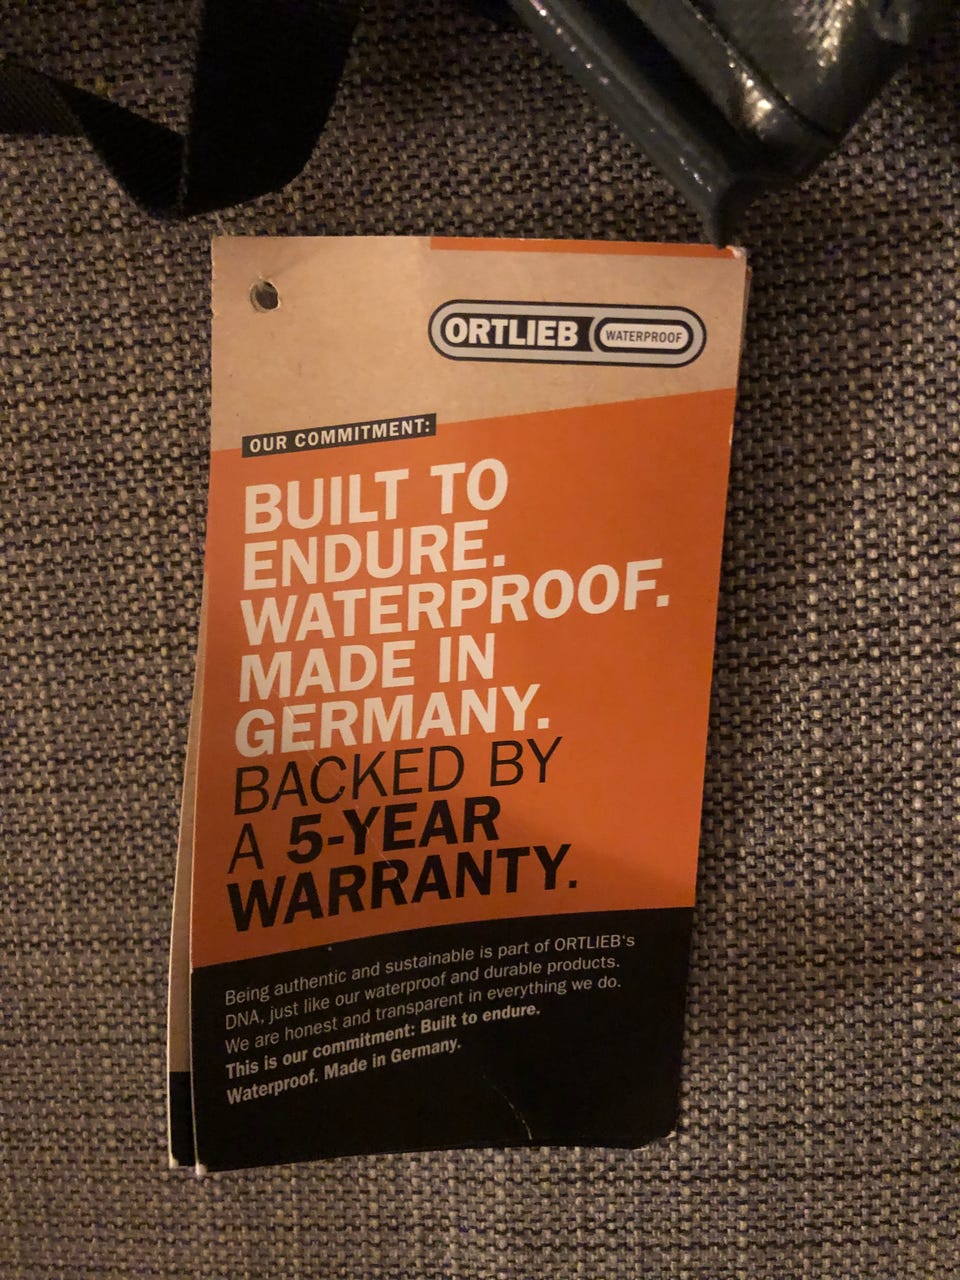 ORTLIEB WATERPROOF
OUR COMMITMENT:
BUILT TO
ENDURE.
WATERPROOF.
MADE IN
GERMANY.
BACKED BY
A 5-YEAR
WARRANTY.
Being authentic and sustainable is part of ORTLIEB‘s
DNA, just like our waterproof and durable products.
We are honest and transparent in everything we do.
This is our commitment: Built to endure.
Waterproof. Made in Germany.